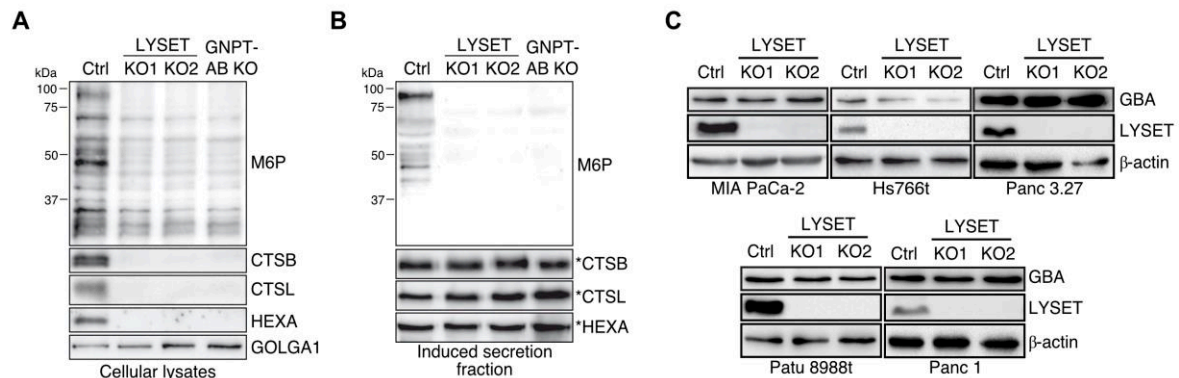 A
LYSET GNPT-
Ctrl KO1 KO2 AB KO
kDa
100
75
50
37
M6P
CTSB
CTSL
HEXA
GOLGA1
Cellular lysates
B
LYSET GNPT-
Ctrl KO1 KO2 AB KO
kDa
100
75
50
37
M6P
*CTSB
*CTSL
*HEXA
Induced secretion
fraction
C
LYSET LYSET LYSET
Ctrl KO1 KO2 Ctrl KO1 KO2 Ctrl KO1 KO2
GBA
LYSET
β-actin
MIA PaCa-2 Hs766t Panc 3.27
LYSET LYSET
Ctrl KO1 KO2 Ctrl KO1 KO2
GBA
LYSET
β-actin
Patu 8988t Panc 1